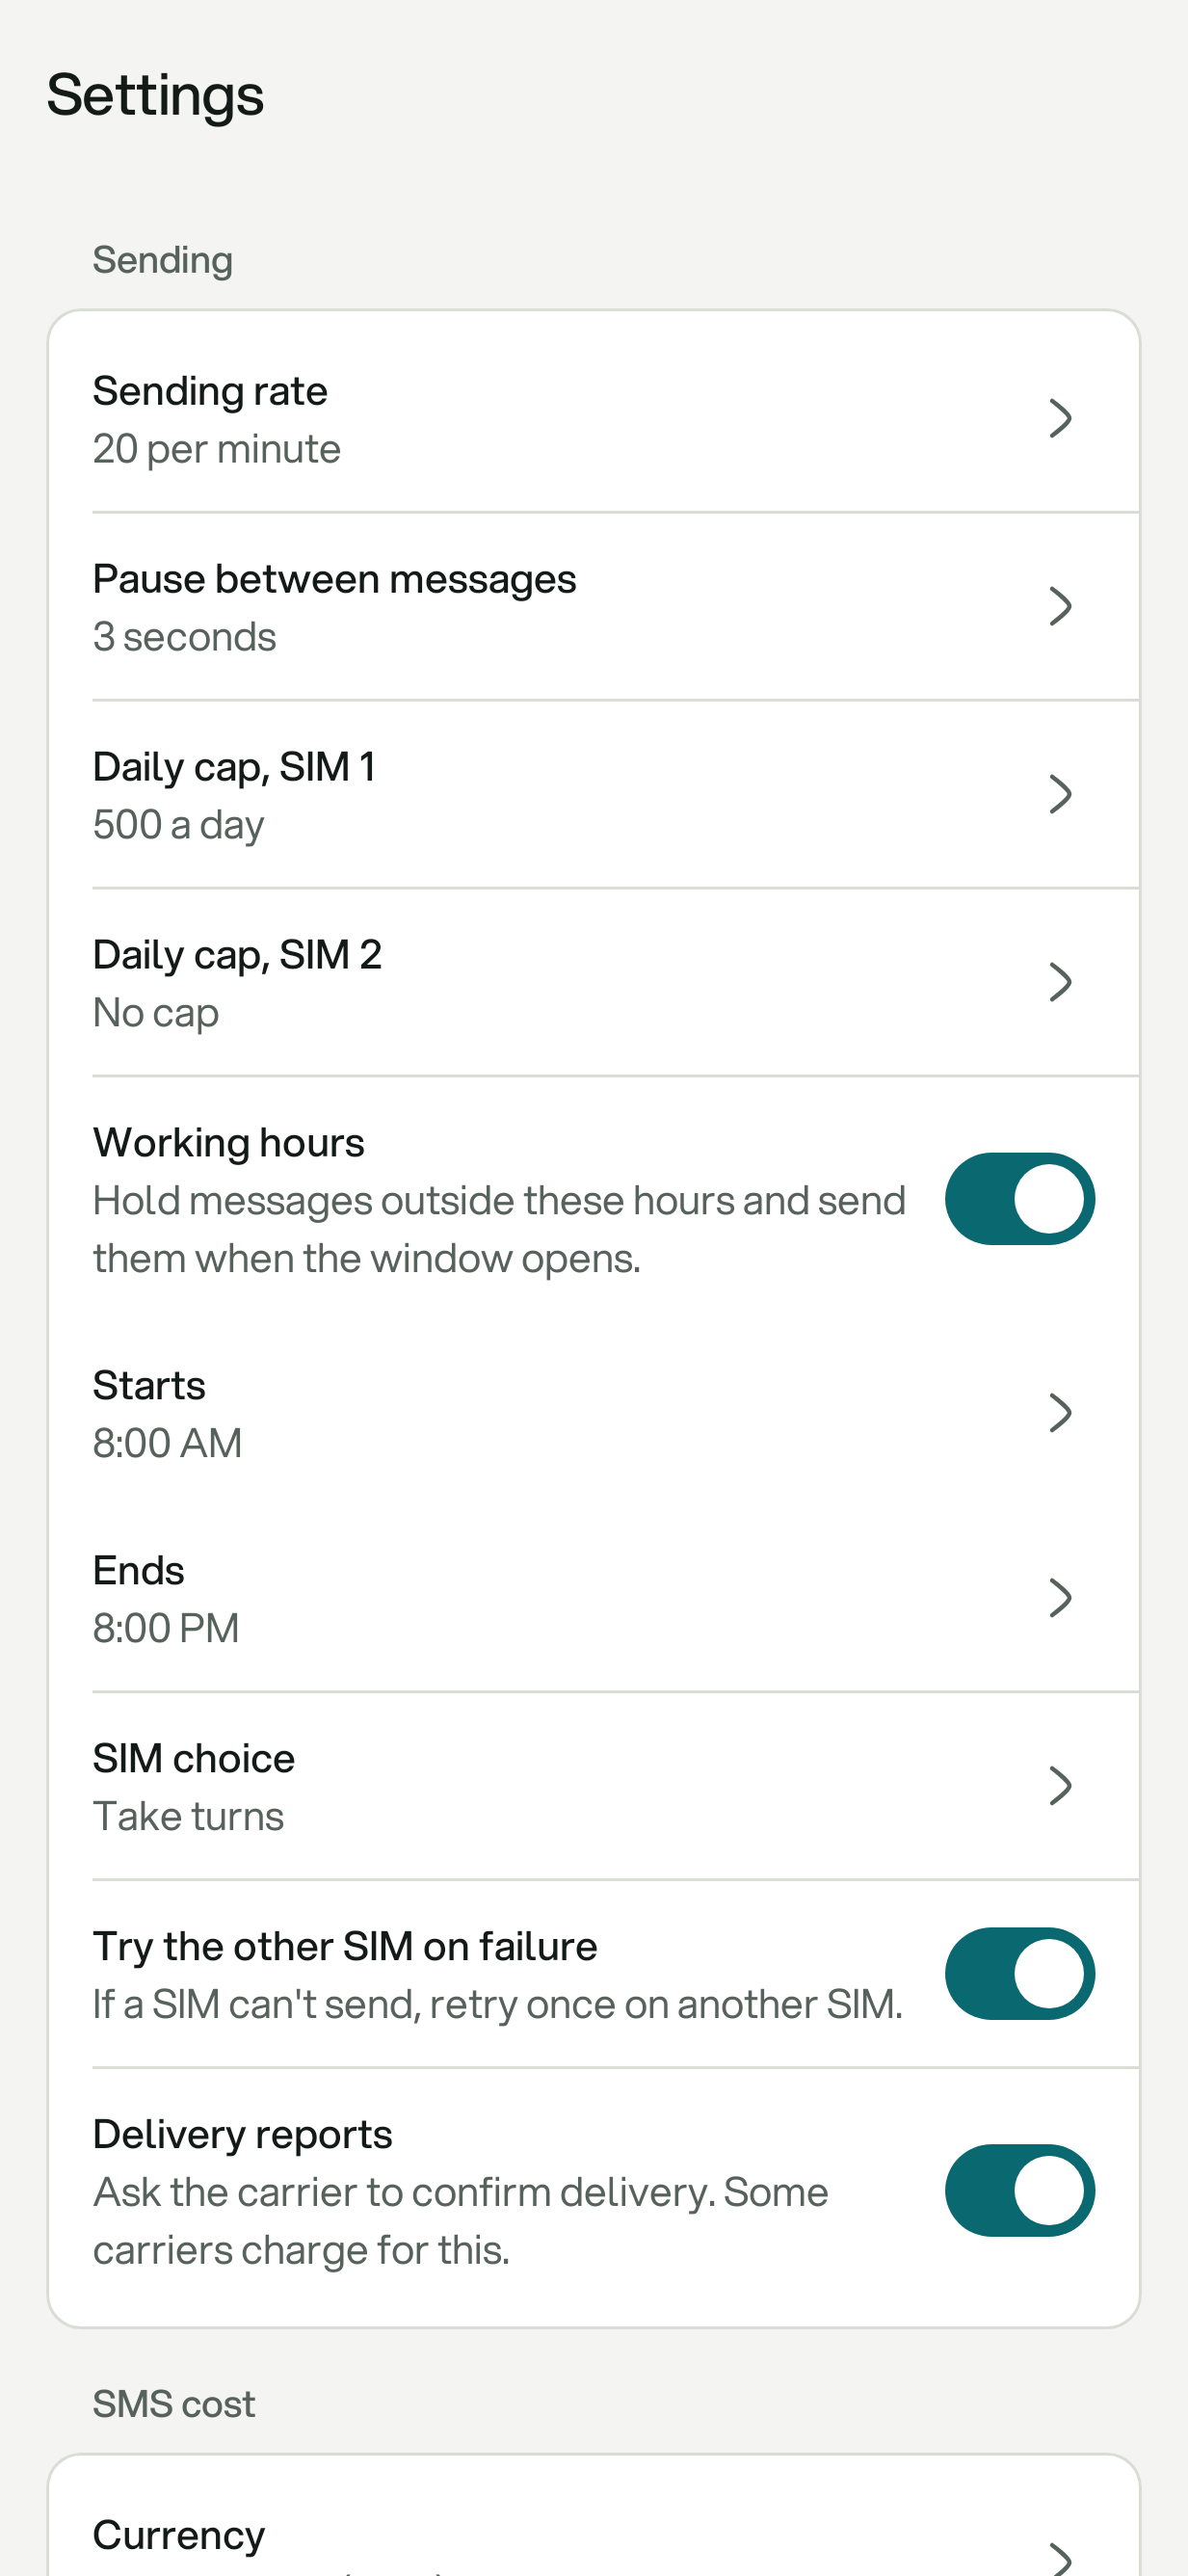 Settings
Sending
Sending rate
20 per minute
Pause between messages
3 seconds
Daily cap, SIM 1
500 a day
Daily cap, SIM 2
No cap
Working hours
Hold messages outside these hours and send
them when the window opens.
Starts
8:00 AM
Ends
8:00 PM
SIM choice
Take turns
Try the other SIM on failure
If a SIM can't send, retry once on another SIM.
Delivery reports
Ask the carrier to confirm delivery. Some
carriers charge for this.
SMS cost
Currency